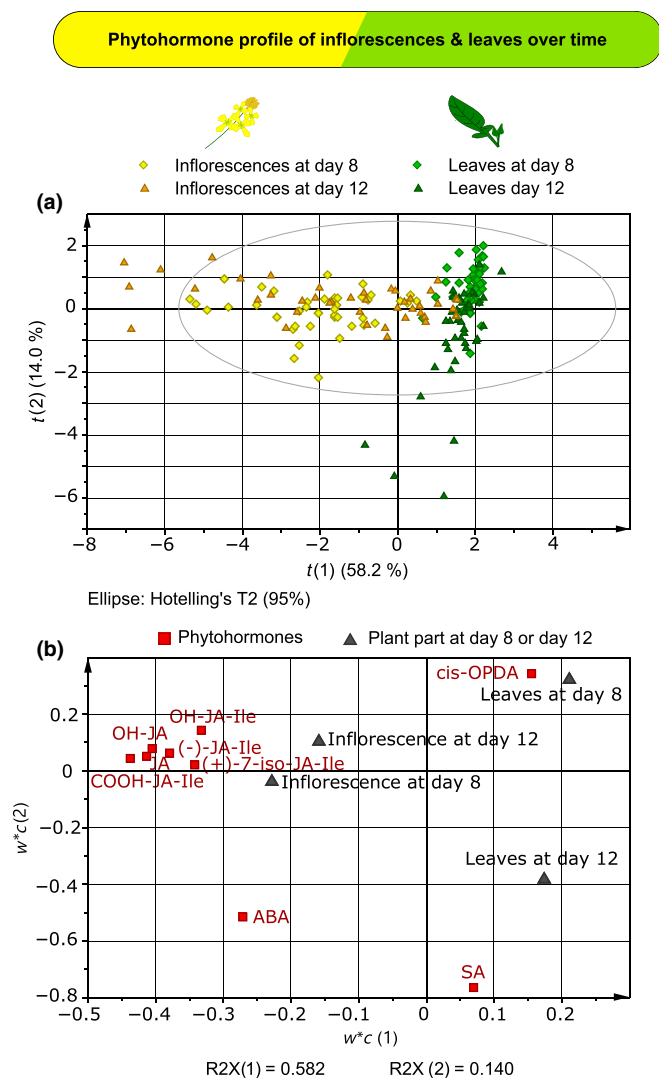 Phytohormone profile of inflorescences & leaves over time
Inflorescences at day 8
Leaves at day 8
Inflorescences at day 12
Leaves day 12
(a)
2
0
−2
−4
−6
t(2) (14.0 %)
−8 −6 −4 −2 0 2 4
t(1) (58.2 %)
Ellipse: Hotelling's T2 (95%)
(b)
Phytohormones
Plant part at day 8 or day 12
cis-OPDA
Leaves at day 8
OH-JA-Ile
OH-JA
(-)-JA-Ile
Inflorescence at day 12
JA
(+)-7-iso-JA-Ile
COOH-JA-Ile
Inflorescence at day 8
Leaves at day 12
ABA
SA
0.2
0
−0.2
−0.4
−0.6
−0.8
w*c(2)
−0.5 −0.4 −0.3 −0.2 −0.1 0 0.1 0.2
w*c (1)
R2X(1) = 0.582 R2X (2) = 0.140